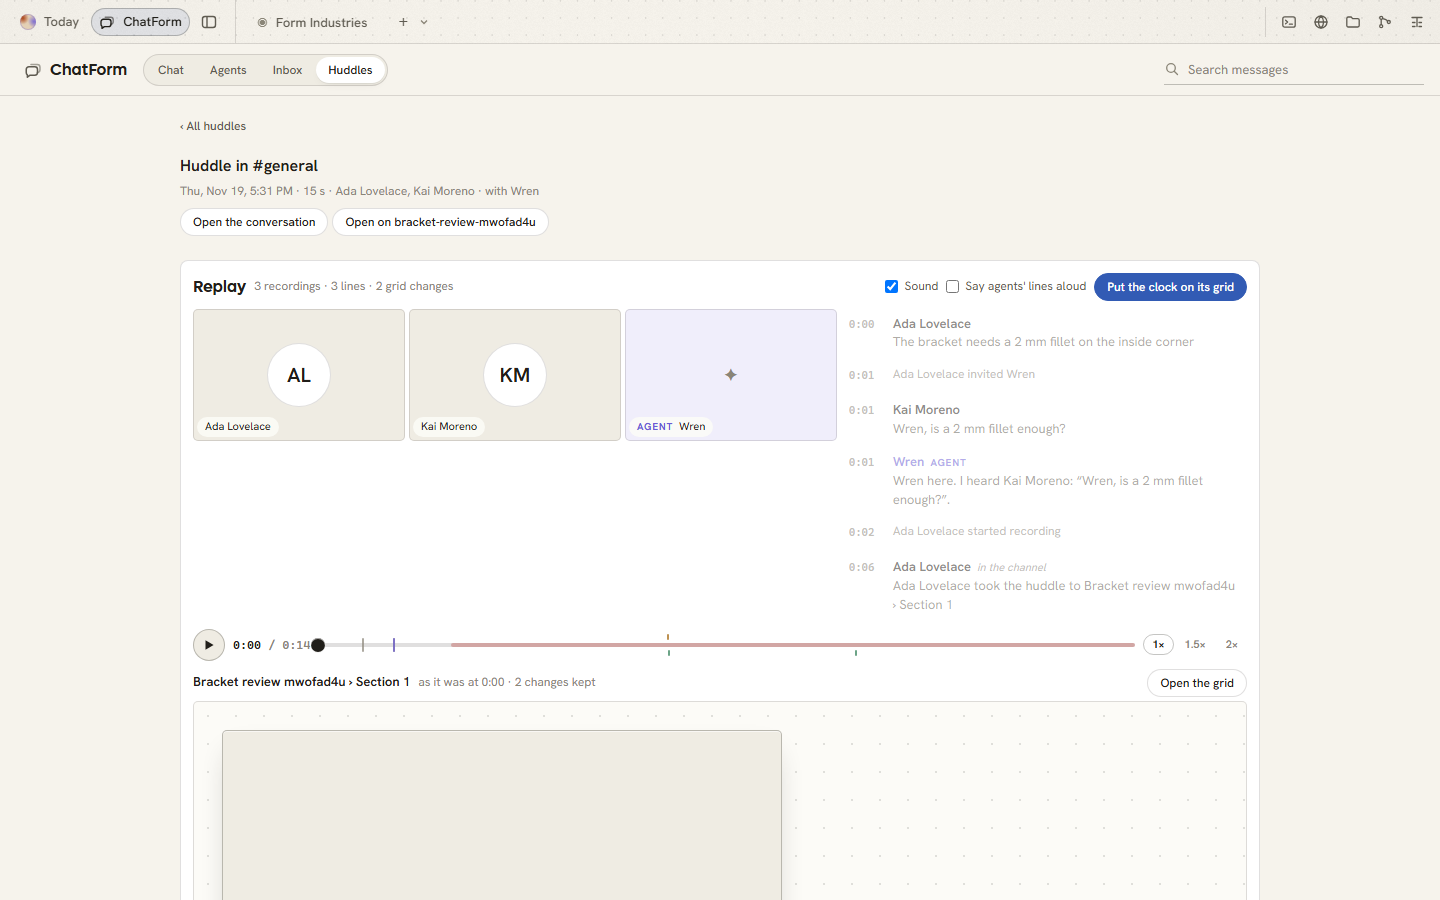 Today
ChatForm
Form Industries
ChatForm
Chat
Agents
Inbox
Huddles
Search messages
‹ All huddles
Huddle in #general
Thu, Nov 19, 5:31 PM · 15 s · Ada Lovelace, Kai Moreno · with Wren
Open the conversation
Open on bracket-review-mwofad4u
Replay
3 recordings · 3 lines · 2 grid changes
Sound
Say agents' lines aloud
Put the clock on its grid
AL
Ada Lovelace
KM
Kai Moreno
AGENT Wren
0:00 Ada Lovelace
The bracket needs a 2 mm fillet on the inside corner
0:01 Ada Lovelace invited Wren
0:01 Kai Moreno
Wren, is a 2 mm fillet enough?
0:01 Wren AGENT
Wren here. I heard Kai Moreno: “Wren, is a 2 mm fillet
enough?”.
0:02 Ada Lovelace started recording
0:06 Ada Lovelace in the channel
Ada Lovelace took the huddle to Bracket review mwofad4u
› Section 1
0:00 / 0:14
1×
1.5×
2×
Bracket review mwofad4u › Section 1 as it was at 0:00 · 2 changes kept
Open the grid